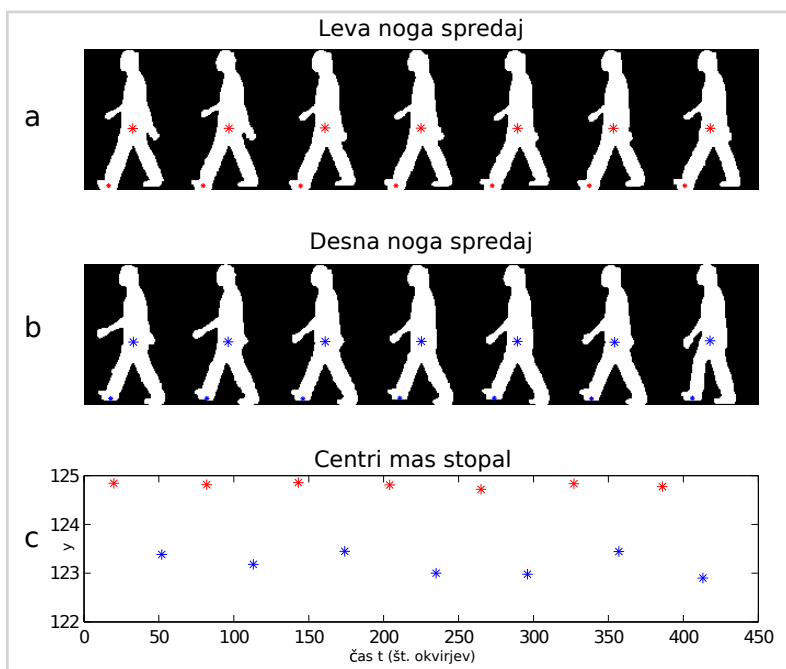 Leva noga spredaj
a
Desna noga spredaj
b
Centri mas stopal
c
y
125
124
123
122
0 50 100 150 200 250 300 350 400 450
čas t (št. okvirjev)